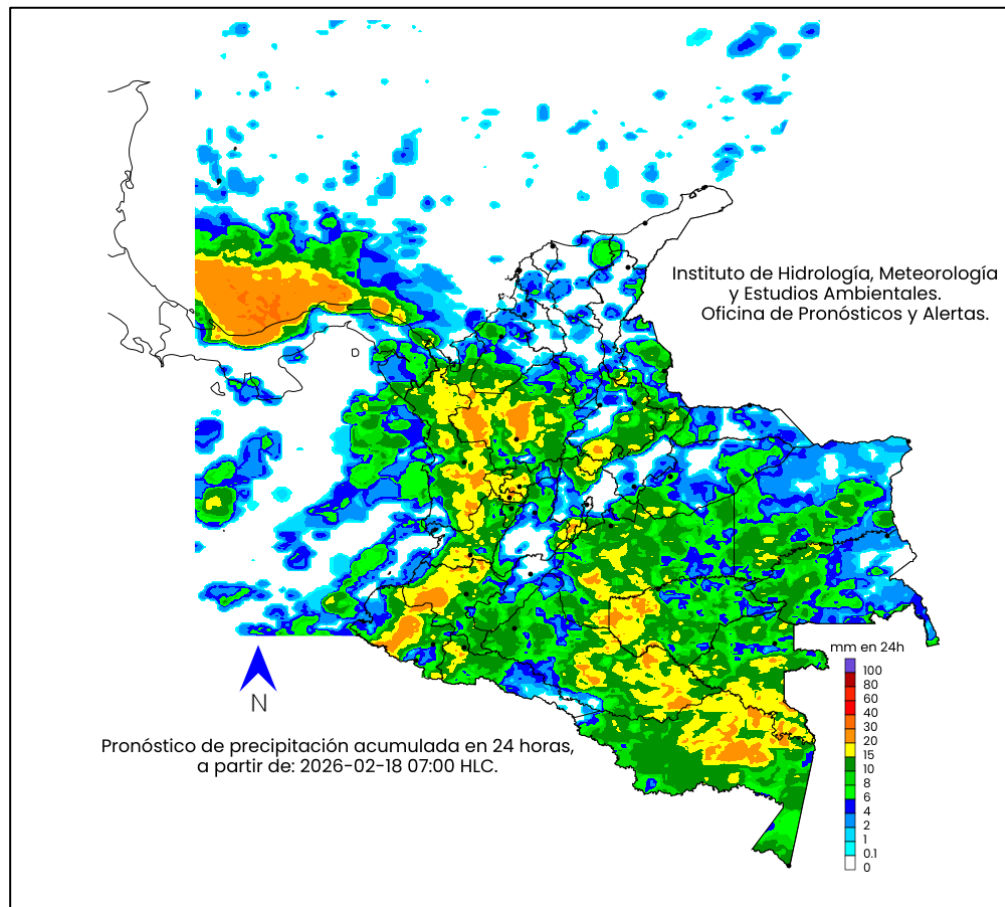 Instituto de Hidrología, Meteorología
y Estudios Ambientales.
Oficina de Pronósticos y Alertas.
mm en 24h
100
80
60
40
30
20
15
10
8
6
4
2
1
0.1
0
N
Pronóstico de precipitación acumulada en 24 horas,
a partir de: 2026-02-18 07:00 HLC.